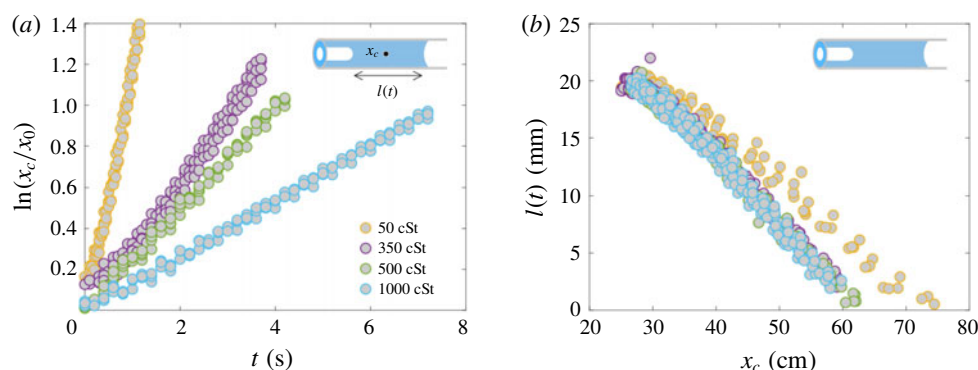 (a)
1.4
1.2
1.0
0.8
0.6
0.4
0.2
0 2 4 6 8
ln(x_c/x_0)
t (s)
x_c
l(t)
50 cSt
350 cSt
500 cSt
1000 cSt
(b)
25
20
15
10
5
0
20 30 40 50 60 70 80
l(t) (mm)
x_c (cm)